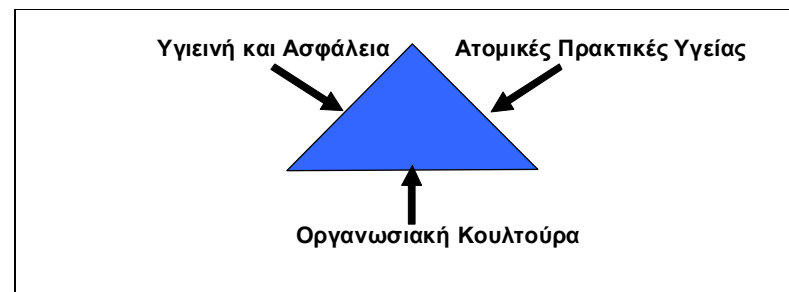 Υγιεινή και Ασφάλεια
Ατομικές Πρακτικές Υγείας
Οργανωσιακή Κουλτούρα